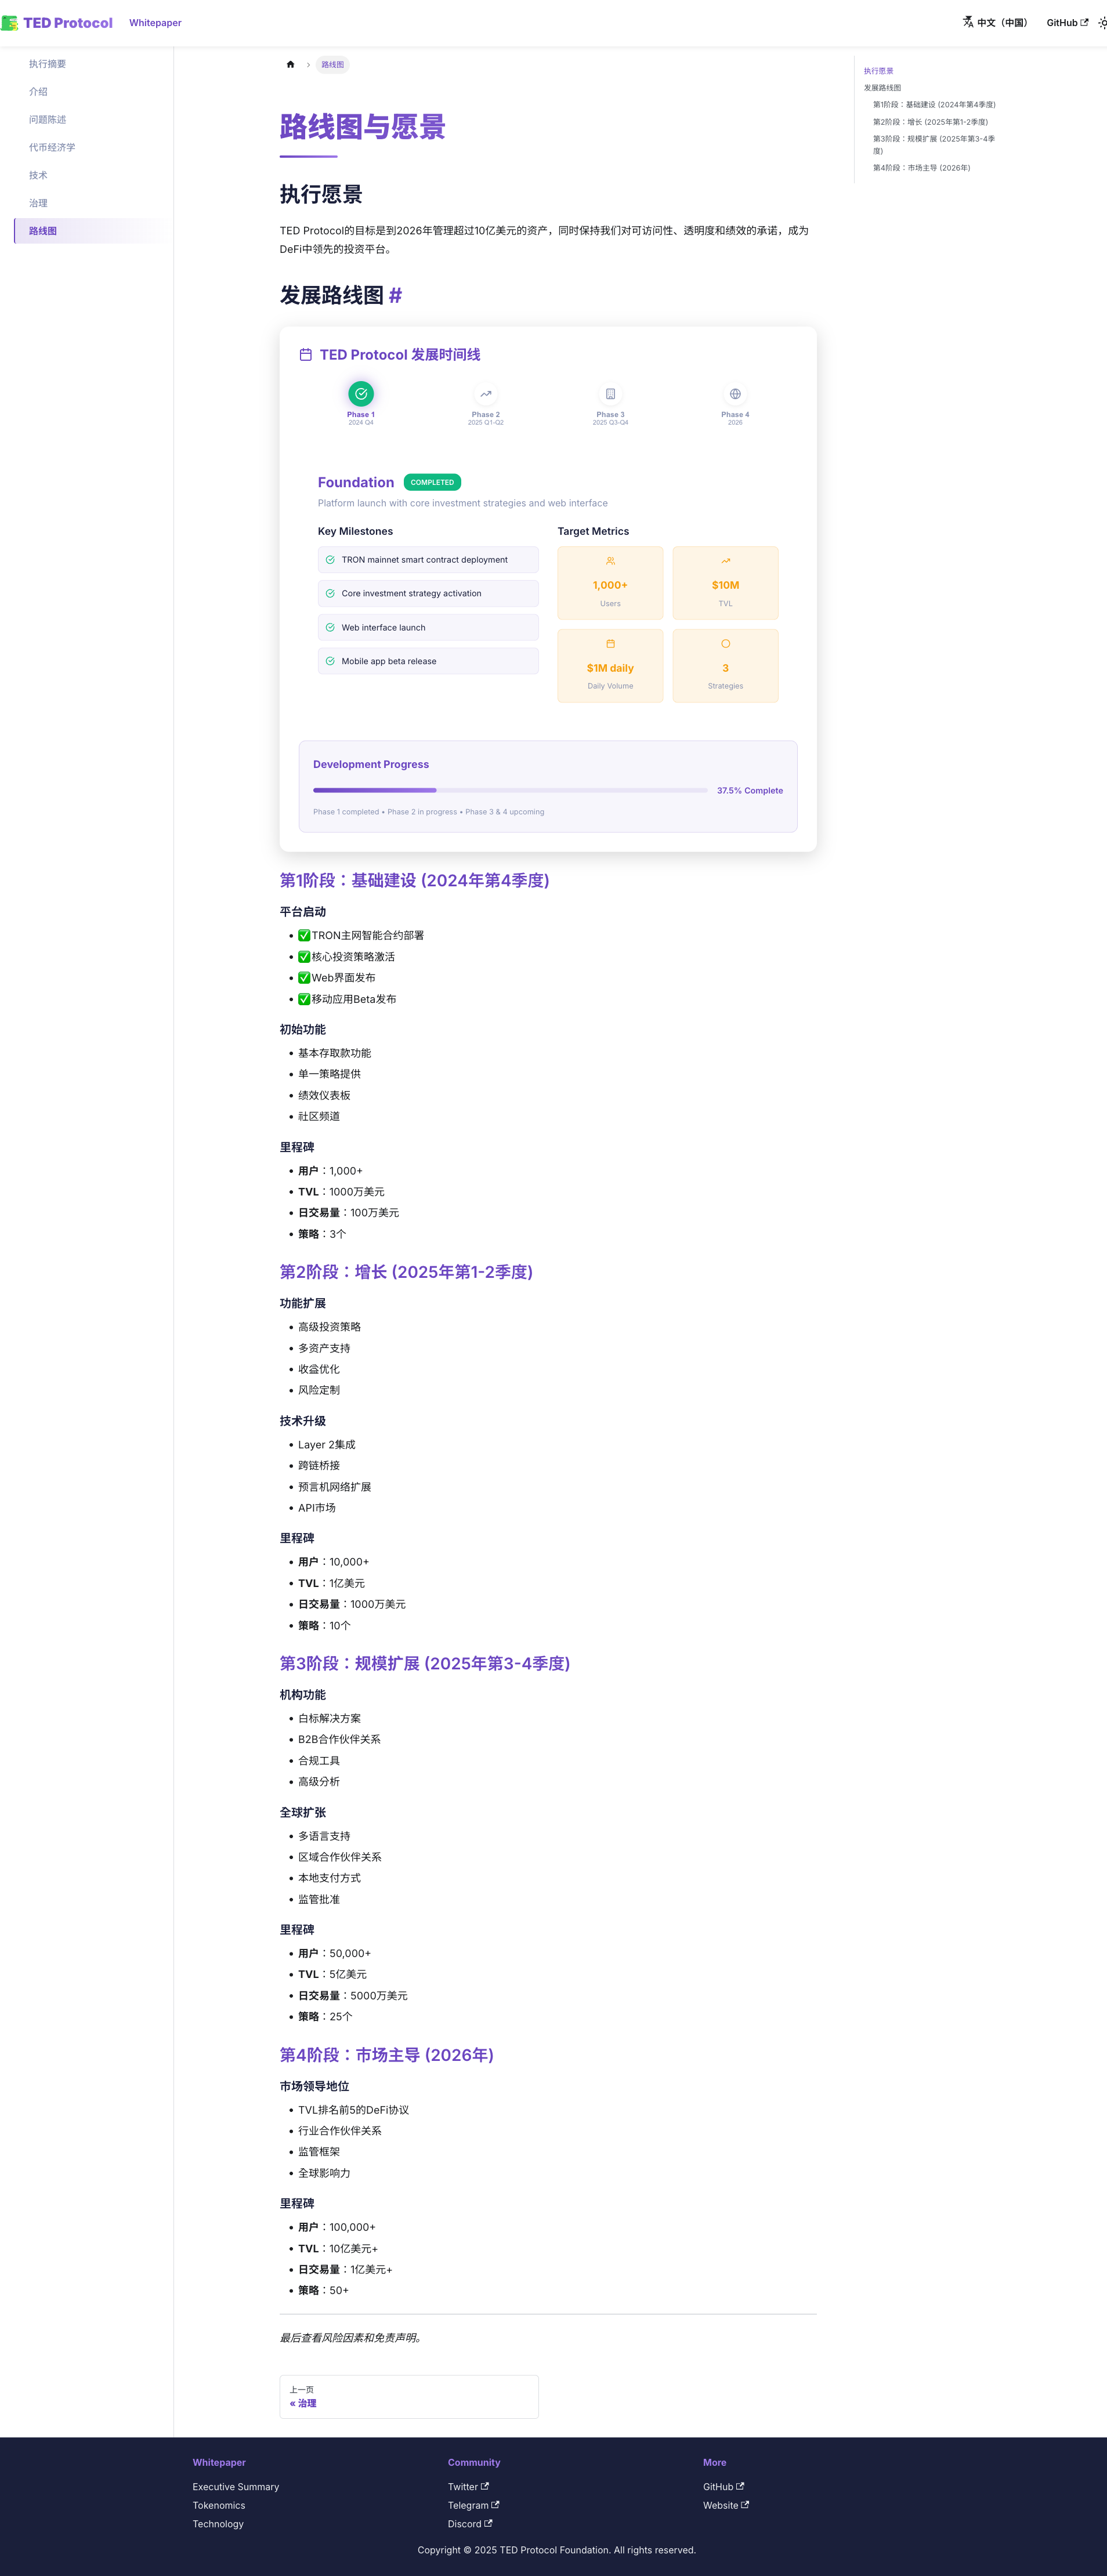 TED Protocol
Whitepaper
中文（中国）
GitHub
执行摘要
介绍
问题陈述
代币经济学
技术
治理
路线图
路线图
路线图与愿景
执行愿景
TED Protocol的目标是到2026年管理超过10亿美元的资产，同时保持我们对可访问性、透明度和绩效的承诺，成为
DeFi中领先的投资平台。
发展路线图 #
TED Protocol 发展时间线
Phase 1
2024 Q4
Phase 2
2025 Q1-Q2
Phase 3
2025 Q3-Q4
Phase 4
2026
Foundation
COMPLETED
Platform launch with core investment strategies and web interface
Key Milestones
TRON mainnet smart contract deployment
Core investment strategy activation
Web interface launch
Mobile app beta release
Target Metrics
1,000+
Users
$10M
TVL
$1M daily
Daily Volume
3
Strategies
Development Progress
37.5% Complete
Phase 1 completed • Phase 2 in progress • Phase 3 & 4 upcoming
第1阶段：基础建设 (2024年第4季度)
平台启动
• ✅TRON主网智能合约部署
• ✅核心投资策略激活
• ✅Web界面发布
• ✅移动应用Beta发布
初始功能
• 基本存取款功能
• 单一策略提供
• 绩效仪表板
• 社区频道
里程碑
• 用户：1,000+
• TVL：1000万美元
• 日交易量：100万美元
• 策略：3个
第2阶段：增长 (2025年第1-2季度)
功能扩展
• 高级投资策略
• 多资产支持
• 收益优化
• 风险定制
技术升级
• Layer 2集成
• 跨链桥接
• 预言机网络扩展
• API市场
里程碑
• 用户：10,000+
• TVL：1亿美元
• 日交易量：1000万美元
• 策略：10个
第3阶段：规模扩展 (2025年第3-4季度)
机构功能
• 白标解决方案
• B2B合作伙伴关系
• 合规工具
• 高级分析
全球扩张
• 多语言支持
• 区域合作伙伴关系
• 本地支付方式
• 监管批准
里程碑
• 用户：50,000+
• TVL：5亿美元
• 日交易量：5000万美元
• 策略：25个
第4阶段：市场主导 (2026年)
市场领导地位
• TVL排名前5的DeFi协议
• 行业合作伙伴关系
• 监管框架
• 全球影响力
里程碑
• 用户：100,000+
• TVL：10亿美元+
• 日交易量：1亿美元+
• 策略：50+
最后查看风险因素和免责声明。
上一页
« 治理
执行愿景
发展路线图
第1阶段：基础建设 (2024年第4季度)
第2阶段：增长 (2025年第1-2季度)
第3阶段：规模扩展 (2025年第3-4季
度)
第4阶段：市场主导 (2026年)
Whitepaper
Executive Summary
Tokenomics
Technology
Community
Twitter
Telegram
Discord
More
GitHub
Website
Copyright © 2025 TED Protocol Foundation. All rights reserved.